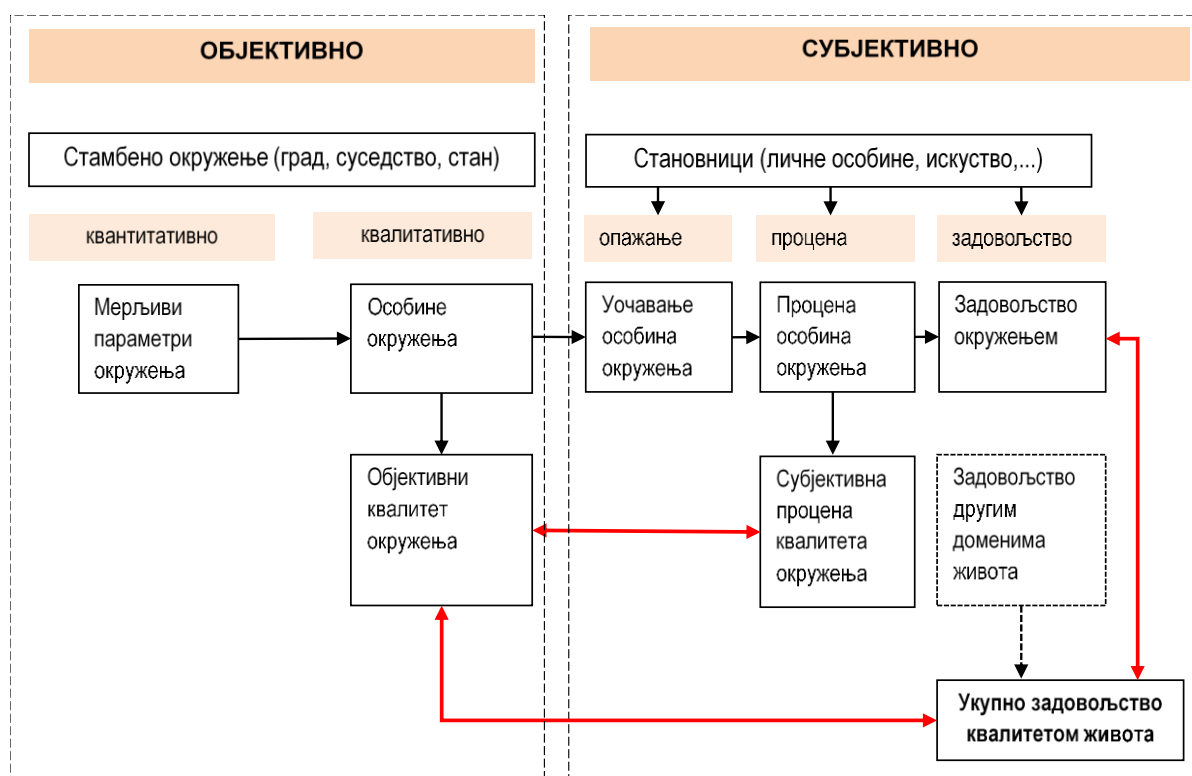 ОБЈЕКТИВНО
СУБЈЕКТИВНО
Стамбено окружење (град, суседство, стан)
Становници (личне особине, искуство,...)
квантитативно
квалитативно
опажање
процена
задовољство
Мерљиви
параметри
окружења
Особине
окружења
Уочавање
особина
окружења
Процена
особина
окружења
Задовољство
окружењем
Објективни
квалитет
окружења
Субјективна
процена
квалитета
окружења
Задовољство
другим
доменима
живота
Укупно задовољство
квалитетом живота